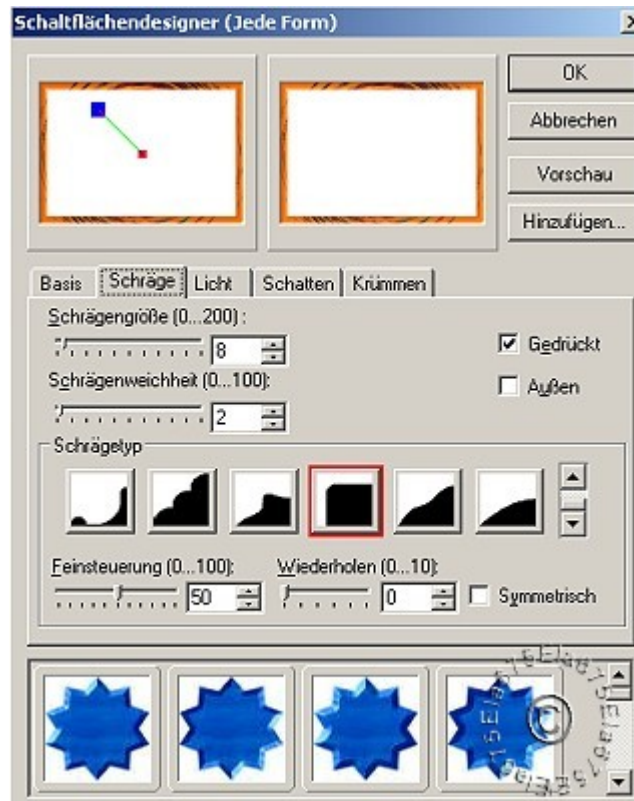 Schaltflächendesigner (Jede Form)
OK
Abbrechen
Vorschau
Hinzufügen...
Basis Schräge Licht Schatten Krümmen
Schrägengröße (0...200) :
8
Gedrückt
Schrägenweichheit (0...100):
Außen
2
Schrägetyp
Feinsteuerung (0...100): Wiederholen (0...10):
50 0 Symmetrisch
©